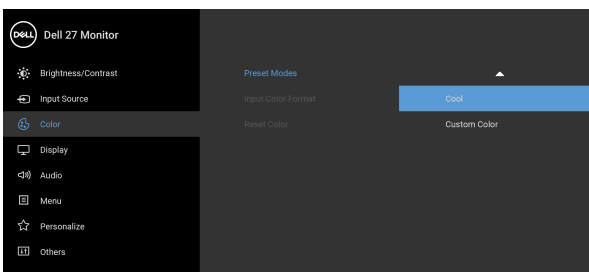 DELL
Dell 27 Monitor
Brightness/Contrast
Input Source
Color
Display
Audio
Menu
Personalize
Others
Preset Modes
Input Color Format
Reset Color
Cool
Custom Color